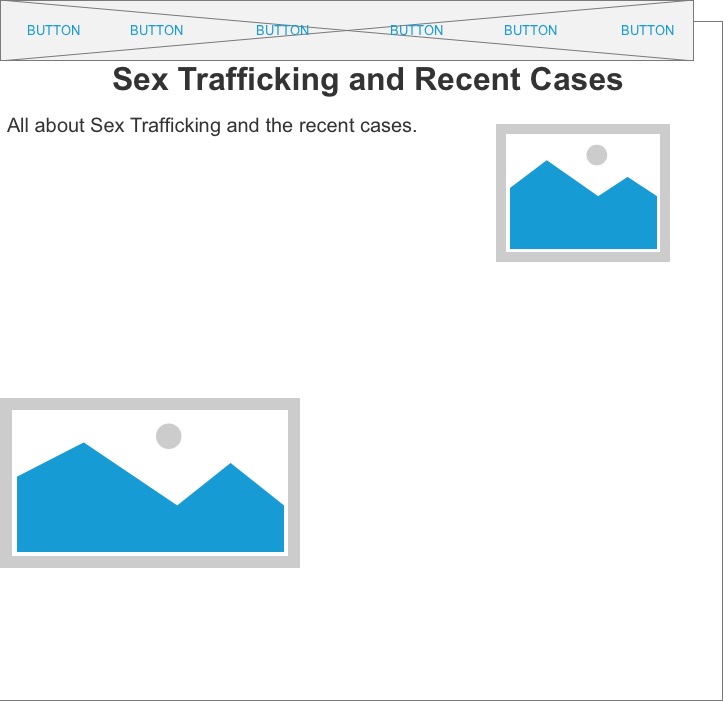 BUTTON BUTTON BUTTON BUTTON BUTTON BUTTON
Sex Trafficking and Recent Cases
All about Sex Trafficking and the recent cases.